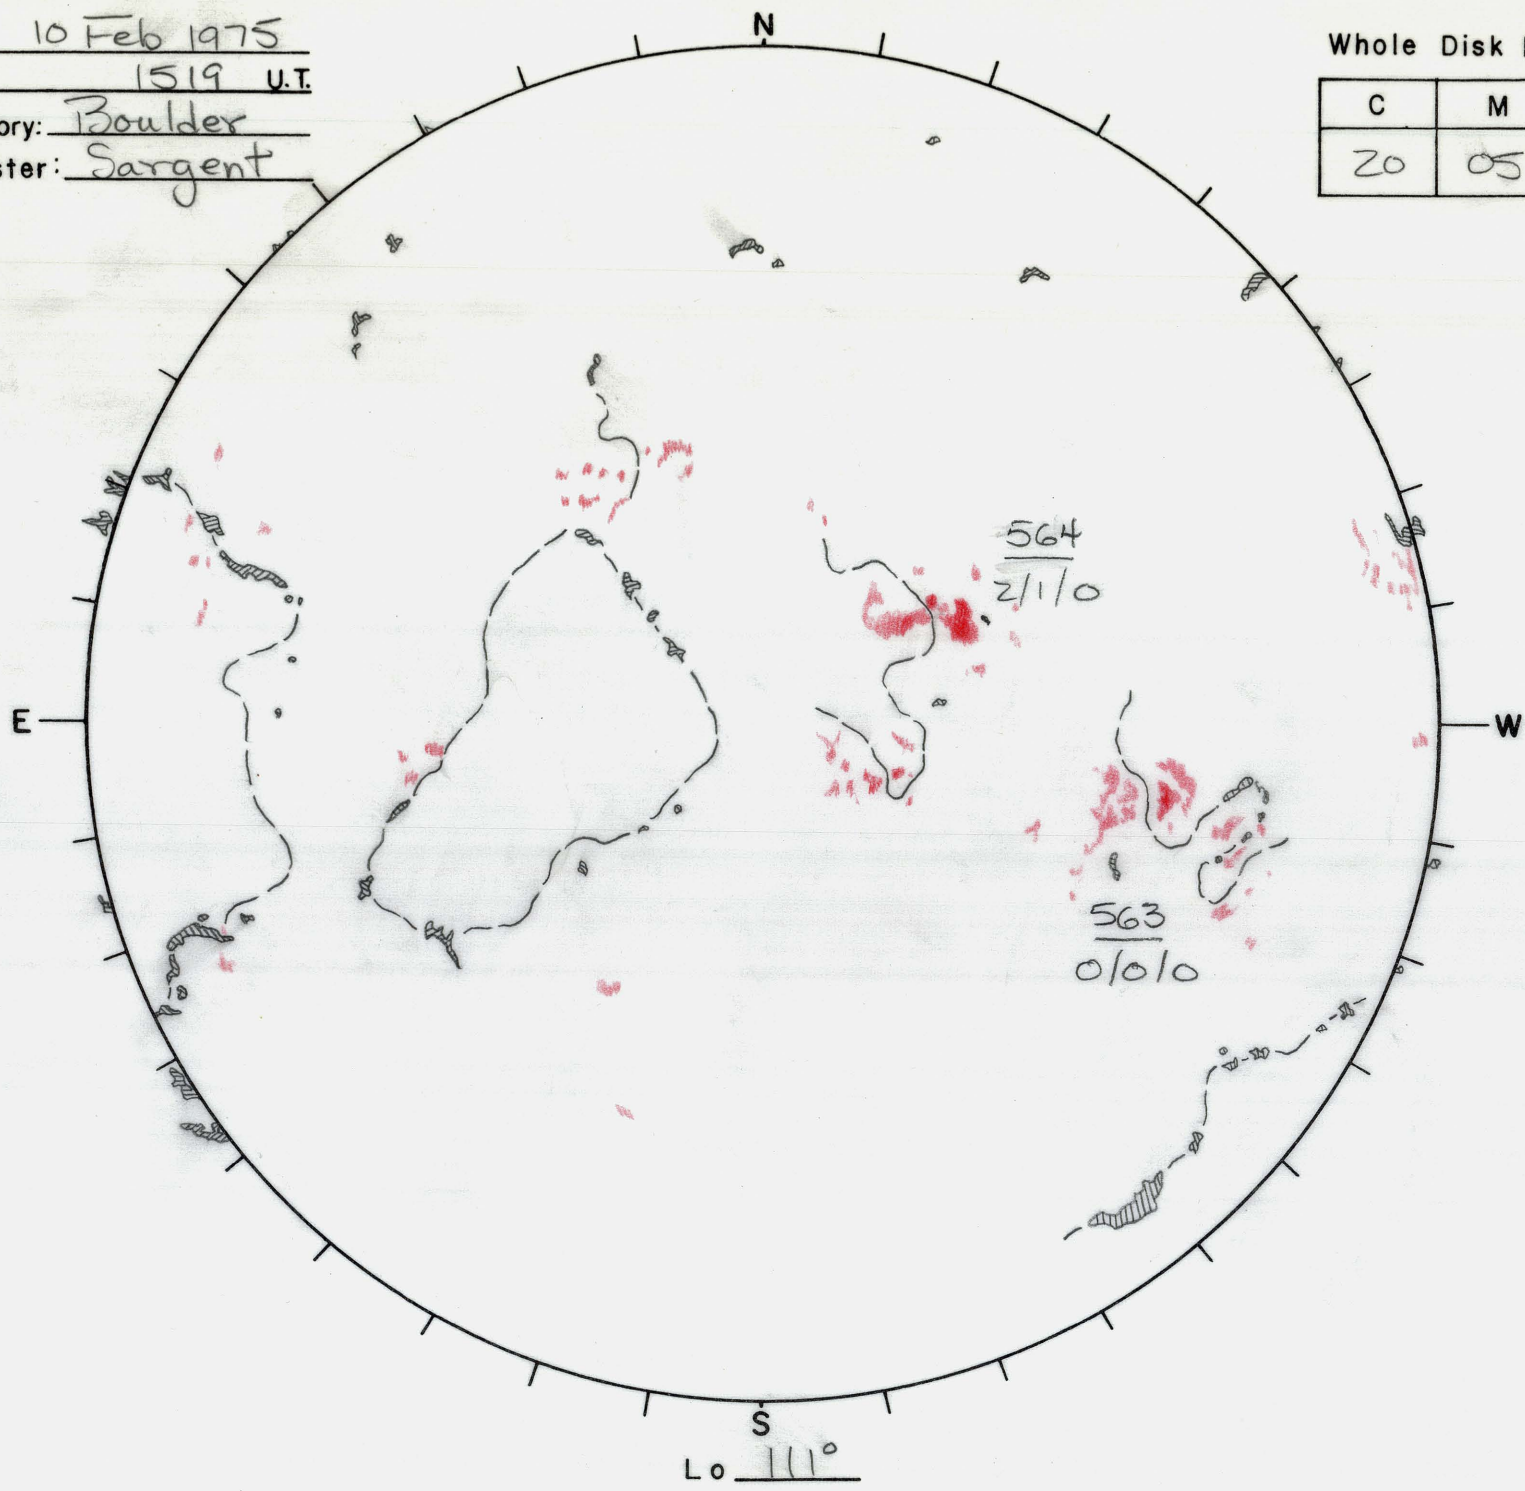 10 Feb 1975
1519 U.T.
ory: Boulder
ster: Sargent
N
Whole Disk
C M
20 05
564
2/1/0
E
W
563
0/0/0
S
Lo 111°